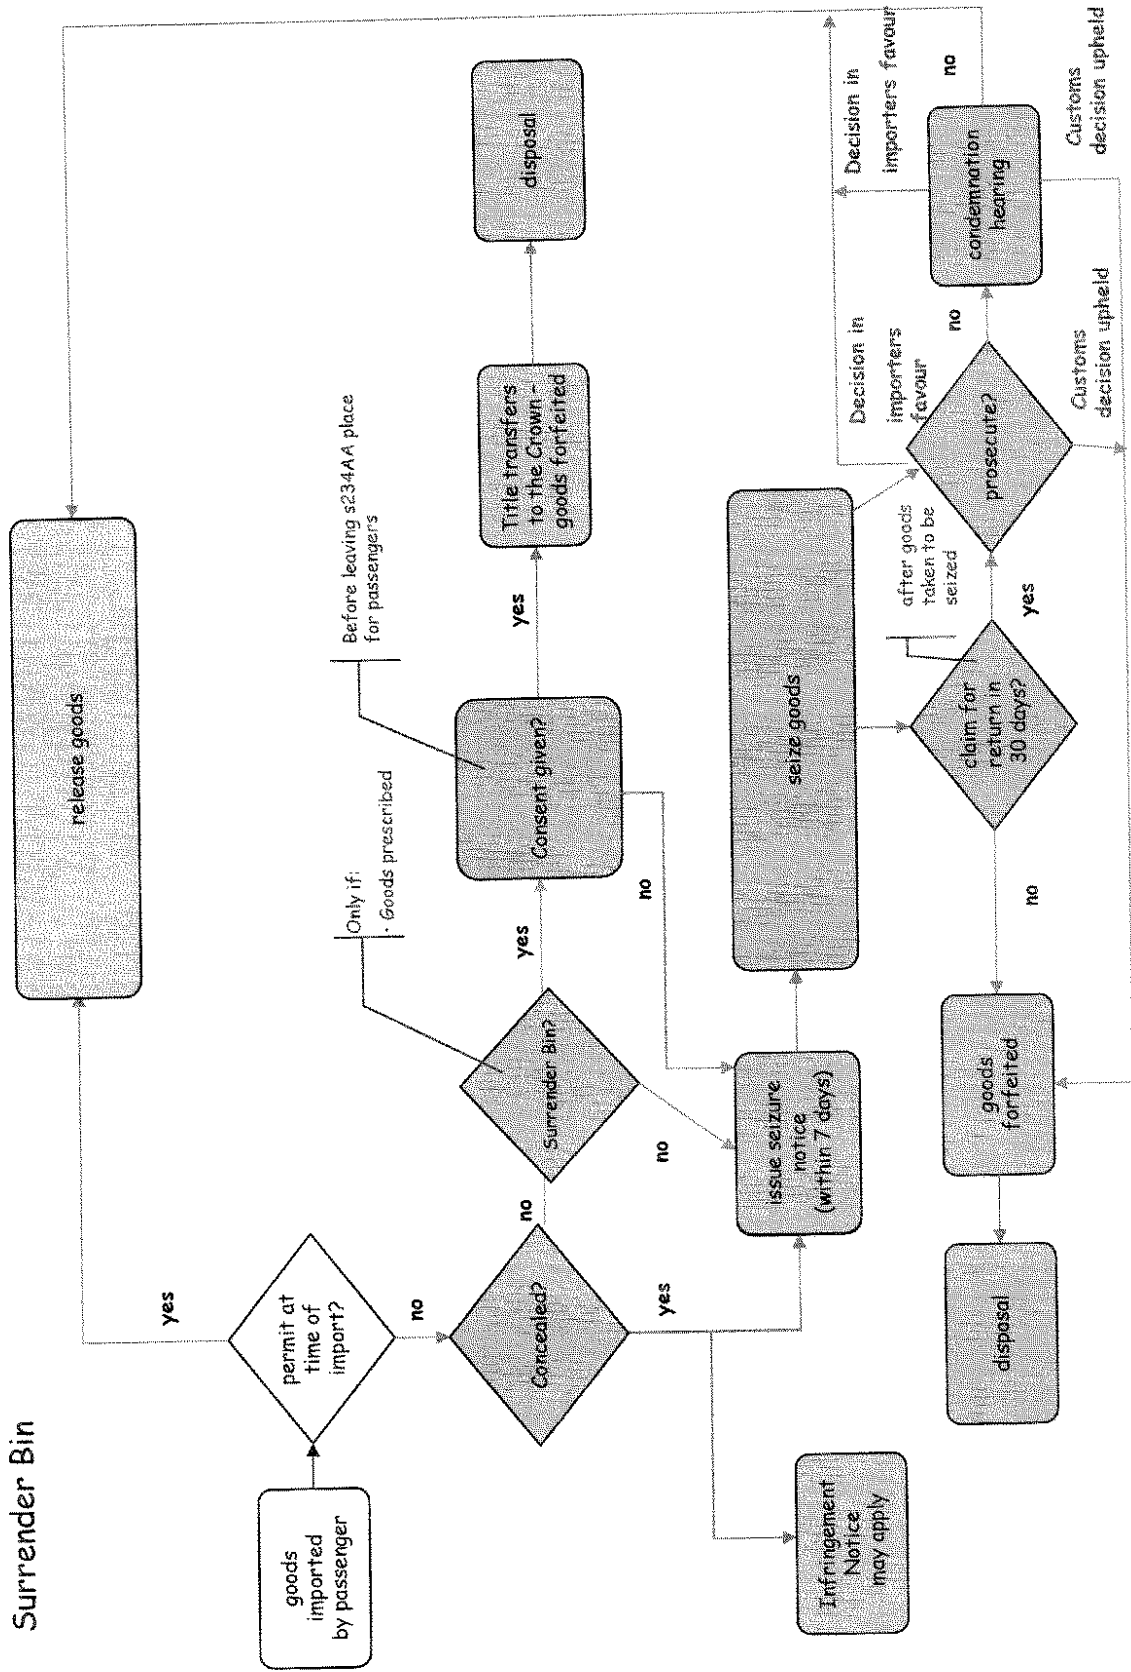 Surrender Bin
goods
imported
by passenger
permit at
time of
import?
yes
release goods
no
Concealed?
no
Surrender Bin?
Only if:
· Goods prescribed
yes
Consent given?
Before leaving s234AA place
for passengers
yes
Title transfers
to the Crown -
goods forfeited
disposal
yes
no
no
Infringement
Notice
may apply
issue seizure
notice
(within 7 days)
seize goods
claim for
return in
30 days?
after goods
taken to be
seized
yes
no
prosecute?
Decision in
importers
favour
no
condemnation
hearing
Decision in
importers favour
no
Customs
decision upheld
Customs
decision upheld
goods
forfeited
disposal